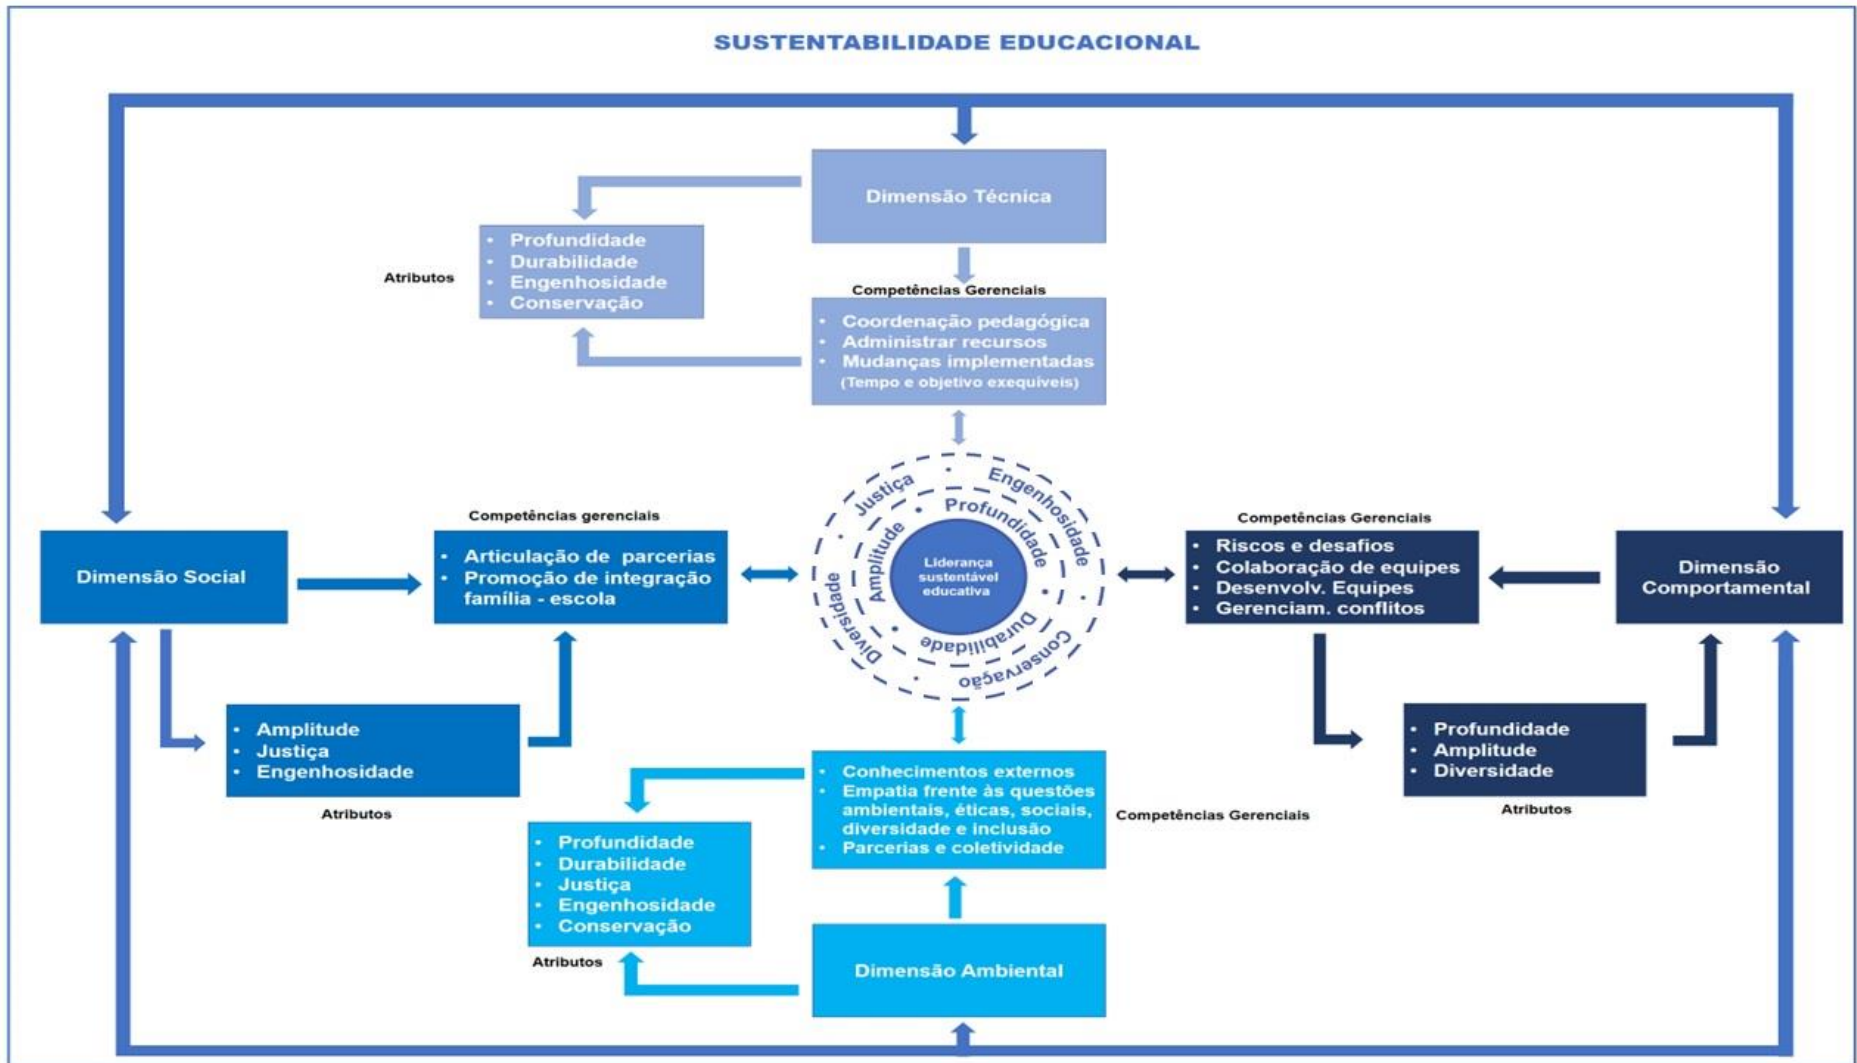 SUSTENTABILIDADE EDUCACIONAL
Dimensão Técnica
• Profundidade
• Durabilidade
• Engenhosidade
• Conservação
Atributos
Competências Gerenciais
• Coordenação pedagógica
• Administrar recursos
• Mudanças implementadas
(Tempo e objetivo exequíveis)
Justiça • Engenhosidade • Conservação • Diversidade •
Amplitude • Profundidade • Durabilidade •
Liderança
sustentável
educativa
Dimensão Social
Competências gerenciais
• Articulação de parcerias
• Promoção de integração
família - escola
• Amplitude
• Justiça
• Engenhosidade
Atributos
Competências Gerenciais
• Riscos e desafios
• Colaboração de equipes
• Desenvolv. Equipes
• Gerenciam. conflitos
Dimensão
Comportamental
• Profundidade
• Amplitude
• Diversidade
Atributos
• Conhecimentos externos
• Empatia frente às questões
ambientais, éticas, sociais,
diversidade e inclusão
• Parcerias e coletividade
Competências Gerenciais
• Profundidade
• Durabilidade
• Justiça
• Engenhosidade
• Conservação
Atributos
Dimensão Ambiental